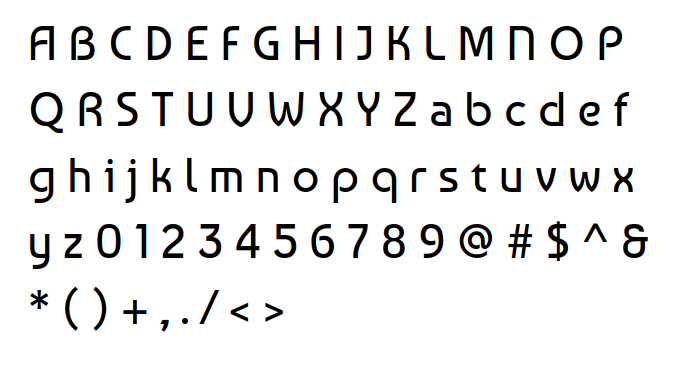 A B C D E F G H I J K L M N O P
Q R S T U V W X Y Z a b c d e f
g h i j k l m n o p q r s t u v w x
y z 0 1 2 3 4 5 6 7 8 9 @ # $ ^ &
* ( ) + , . / < >